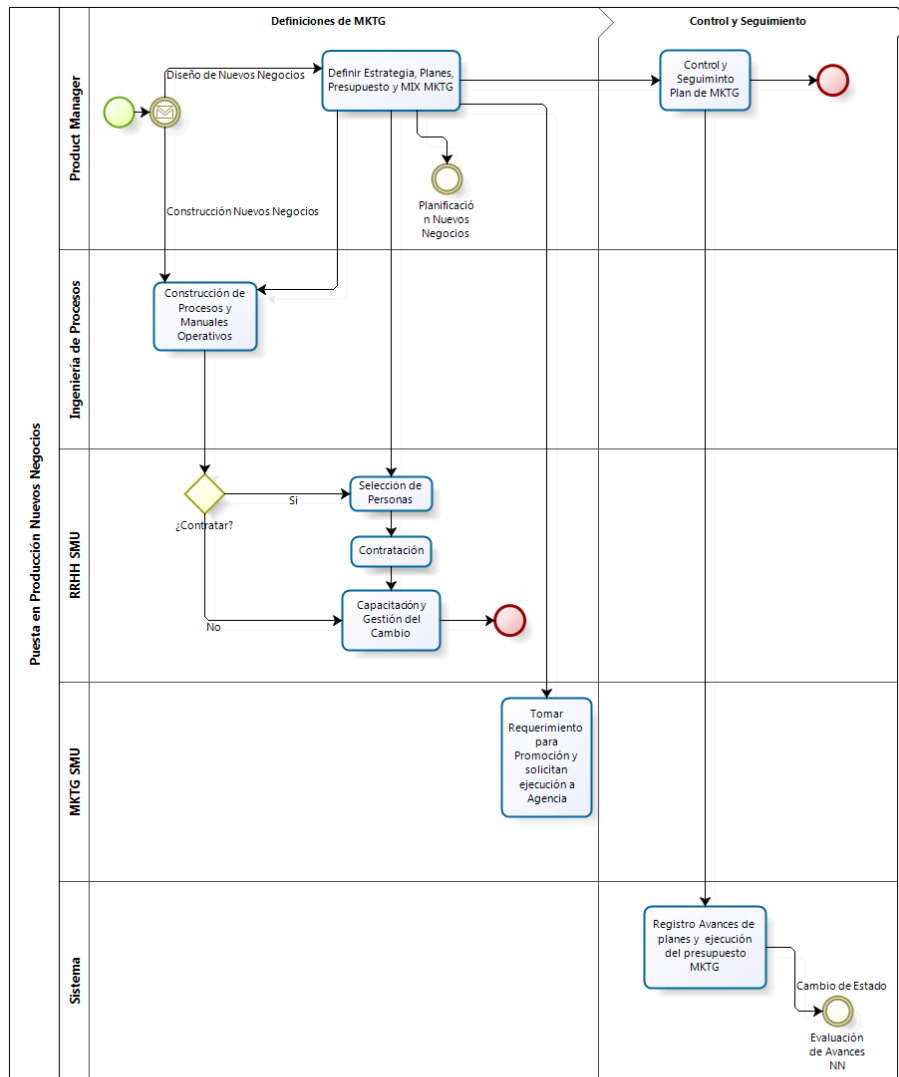 Definiciones de MKTG
Control y Seguimiento
Puesta en Producción Nuevos Negocios
Product Manager
Diseño de Nuevos Negocios
Definir Estrategia, Planes,
Presupuesto y MIX MKTG
Control y
Seguiminto
Plan de MKTG
Planificació
n Nuevos
Negocios
Construcción Nuevos Negocios
Ingeniería de Procesos
Construcción de
Procesos y
Manuales
Operativos
RRHH SMU
¿Contratar?
Si
Selección de
Personas
Contratación
No
Capacitación y
Gestión del
Cambio
MKTG SMU
Tomar
Requerimiento
para
Promoción y
solicitan
ejecución a
Agencia
Sistema
Registro Avances de
planes y ejecución
del presupuesto
MKTG
Cambio de Estado
Evaluación
de Avances
NN